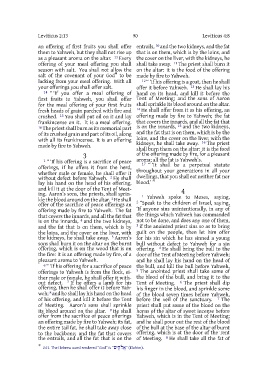 Leviticus 2:13 90 Leviticus 4:8
an offering of first fruits you shall offer
them to Yahweh, but they shall not rise up
as a pleasant aroma on the altar. 13 Every
offering of your meal offering you shall
season with salt. You shall not allow the
salt of the covenant of your God* to be
lacking from your meal offering. With all
your offerings you shall offer salt.
14 “‘If you offer a meal offering of
first fruits to Yahweh, you shall offer
for the meal offering of your first fruits
fresh heads of grain parched with fire and
crushed. 15 You shall put oil on it and lay
frankincense on it. It is a meal offering.
16 The priest shall burn as its memorial part
of its crushed grain and part of its oil, along
with all its frankincense. It is an offering
made by fire to Yahweh.
3
1 “‘If his offering is a sacrifice of peace
offerings, if he offers it from the herd,
whether male or female, he shall offer it
without defect before Yahweh. 2 He shall
lay his hand on the head of his offering,
and kill it at the door of the Tent of Meet-
ing. Aaron’s sons, the priests, shall sprin-
kle the blood around on the altar. 3 He shall
offer of the sacrifice of peace offerings an
offering made by fire to Yahweh. The fat
that covers the innards, and all the fat that
is on the innards, 4 and the two kidneys,
and the fat that is on them, which is by
the loins, and the cover on the liver, with
the kidneys, he shall take away. 5 Aaron’s
sons shall burn it on the altar on the burnt
offering, which is on the wood that is on
the fire: it is an offering made by fire, of a
pleasant aroma to Yahweh.
6 “‘If his offering for a sacrifice of peace
offerings to Yahweh is from the flock, ei-
ther male or female, he shall offer it with-
out defect. 7 If he offers a lamb for his
offering, then he shall offer it before Yah-
weh; 8 and he shall lay his hand on the head
of his offering, and kill it before the Tent
of Meeting. Aaron’s sons shall sprinkle
its blood around on the altar. 9 He shall
offer from the sacrifice of peace offerings
an offering made by fire to Yahweh; its fat,
the entire tail fat, he shall take away close
to the backbone; and the fat that covers
the entrails, and all the fat that is on the
entrails, 10 and the two kidneys, and the fat
that is on them, which is by the loins, and
the cover on the liver, with the kidneys, he
shall take away. 11 The priest shall burn it
on the altar: it is the food of the offering
made by fire to Yahweh.
12 “‘If his offering is a goat, then he shall
offer it before Yahweh. 13 He shall lay his
hand on its head, and kill it before the
Tent of Meeting; and the sons of Aaron
shall sprinkle its blood around on the altar.
14 He shall offer from it as his offering, an
offering made by fire to Yahweh; the fat
that covers the innards, and all the fat that
is on the innards, 15 and the two kidneys,
and the fat that is on them, which is by the
loins, and the cover on the liver, with the
kidneys, he shall take away. 16 The priest
shall burn them on the altar: it is the food
of the offering made by fire, for a pleasant
aroma; all the fat is Yahweh’s.
17 “‘It shall be a perpetual statute
throughout your generations in all your
dwellings, that you shall eat neither fat nor
blood.’”
4
1 Yahweh spoke to Moses, saying,
2 “Speak to the children of Israel, saying,
‘If anyone sins unintentionally, in any of
the things which Yahweh has commanded
not to be done, and does any one of them,
3 if the anointed priest sins so as to bring
guilt on the people, then let him offer
for his sin which he has sinned a young
bull without defect to Yahweh for a sin
offering. 4 He shall bring the bull to the
door of the Tent of Meeting before Yahweh;
and he shall lay his hand on the head of
the bull, and kill the bull before Yahweh.
5 The anointed priest shall take some of
the blood of the bull, and bring it to the
Tent of Meeting. 6 The priest shall dip
his finger in the blood, and sprinkle some
of the blood seven times before Yahweh,
before the veil of the sanctuary. 7 The
priest shall put some of the blood on the
horns of the altar of sweet incense before
Yahweh, which is in the Tent of Meeting;
and he shall pour out the rest of the blood
of the bull at the base of the altar of burnt
offering, which is at the door of the Tent
of Meeting. 8 He shall take all the fat of